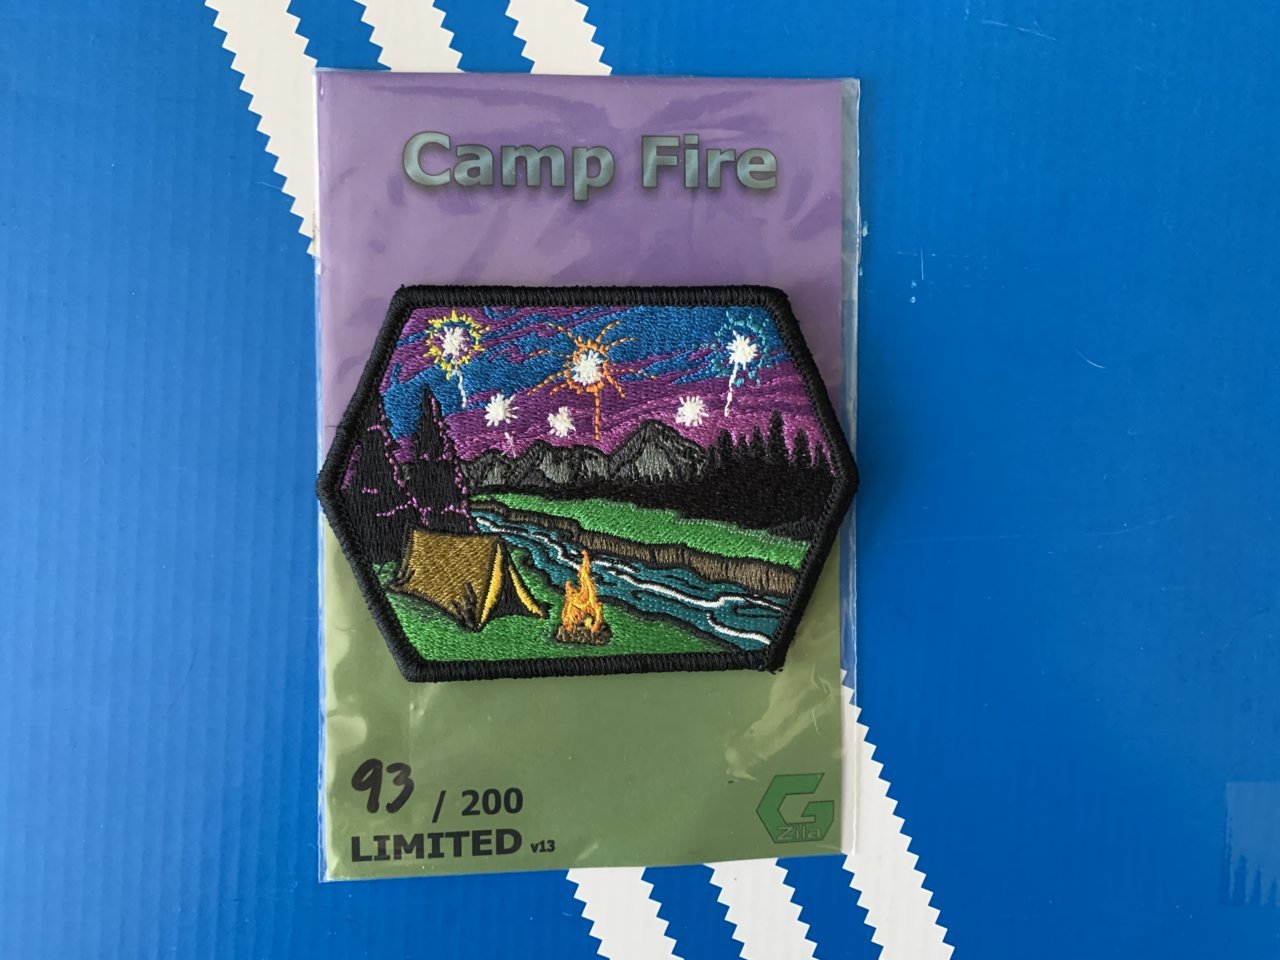 Camp Fire
93 / 200
LIMITED v13
G
Zila